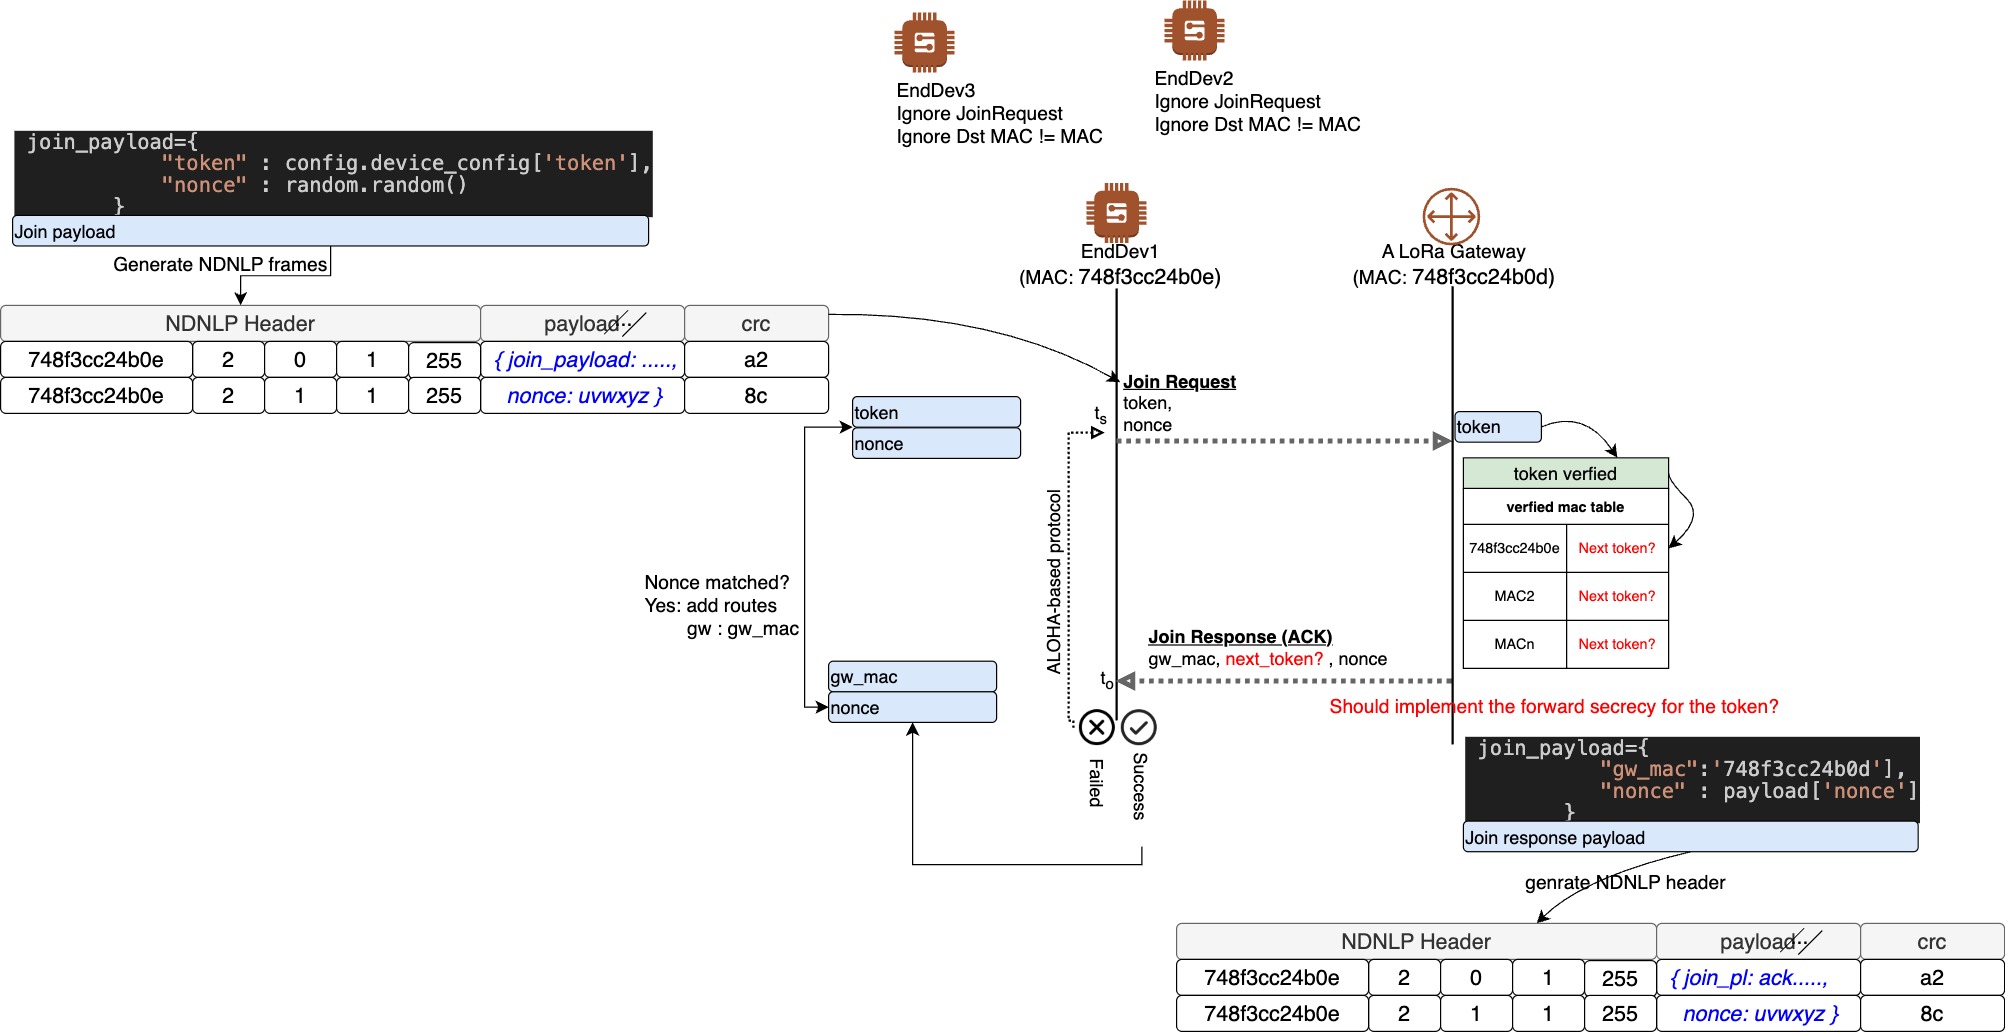 EndDev3
Ignore JoinRequest
Ignore Dst MAC != MAC
EndDev2
Ignore JoinRequest
Ignore Dst MAC != MAC
join_payload={
"token" : config.device_config['token'],
"nonce" : random.random()
}
Join payload
Generate NDNLP frames
NDNLP Header payload crc
748f3cc24b0e 2 0 1 255 { join_payload: ....., a2
748f3cc24b0e 2 1 1 255 nonce: uvwxyz } 8c
EndDev1
(MAC: 748f3cc24b0e)
A LoRa Gateway
(MAC: 748f3cc24b0d)
Join Request
token,
nonce
ts
token
nonce
token
token verfied
verfied mac table
748f3cc24b0e Next token?
MAC2 Next token?
MACn Next token?
ALOHA-based protocol
Nonce matched?
Yes: add routes
gw : gw_mac
gw_mac
nonce
Join Response (ACK)
gw_mac, next_token? , nonce
to
Should implement the forward secrecy for the token?
Failed
Success
join_payload={
"gw_mac":'748f3cc24b0d'],
"nonce" : payload['nonce']
}
Join response payload
genrate NDNLP header
NDNLP Header payload crc
748f3cc24b0e 2 0 1 255 { join_pl: ack....., a2
748f3cc24b0e 2 1 1 255 nonce: uvwxyz } 8c